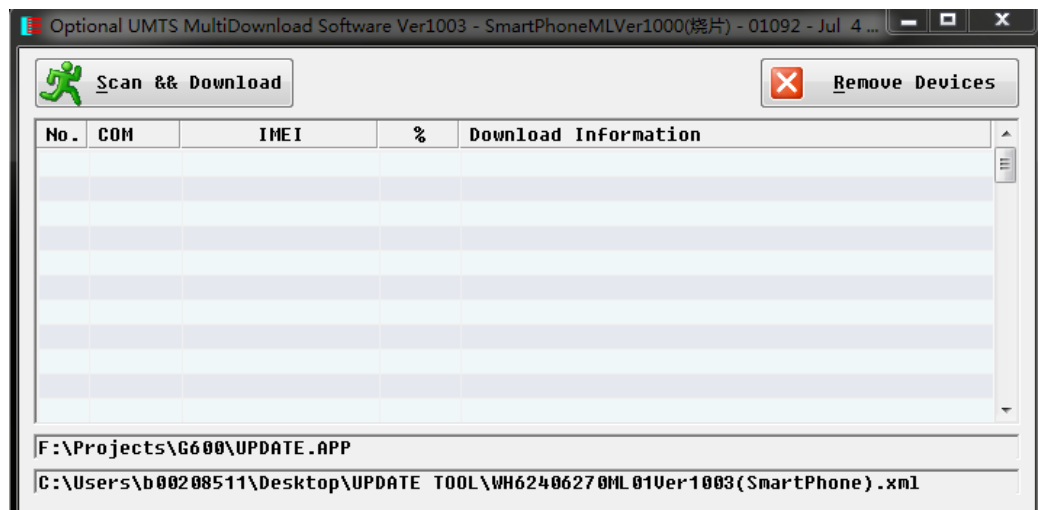 Optional UMTS MultiDownload Software Ver1003 - SmartPhoneMLVer1000(烧片) - 01092 - Jul 4 ...
Scan && Download
Remove Devices
No. COM IMEI % Download Information
F:\Projects\G600\UPDATE.APP
C:\Users\b00208511\Desktop\UPDATE TOOL\WH62406270ML01Ver1003(SmartPhone).xml